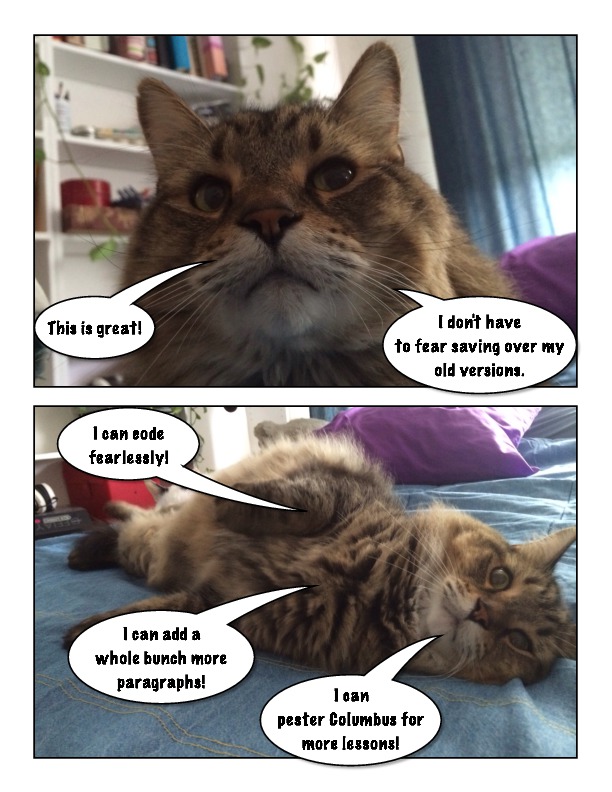 This is great!
I don't have
to fear saving over my
old versions.
I can code
fearlessly!
I can add a
whole bunch more
paragraphs!
I can
pester Columbus for
more lessons!